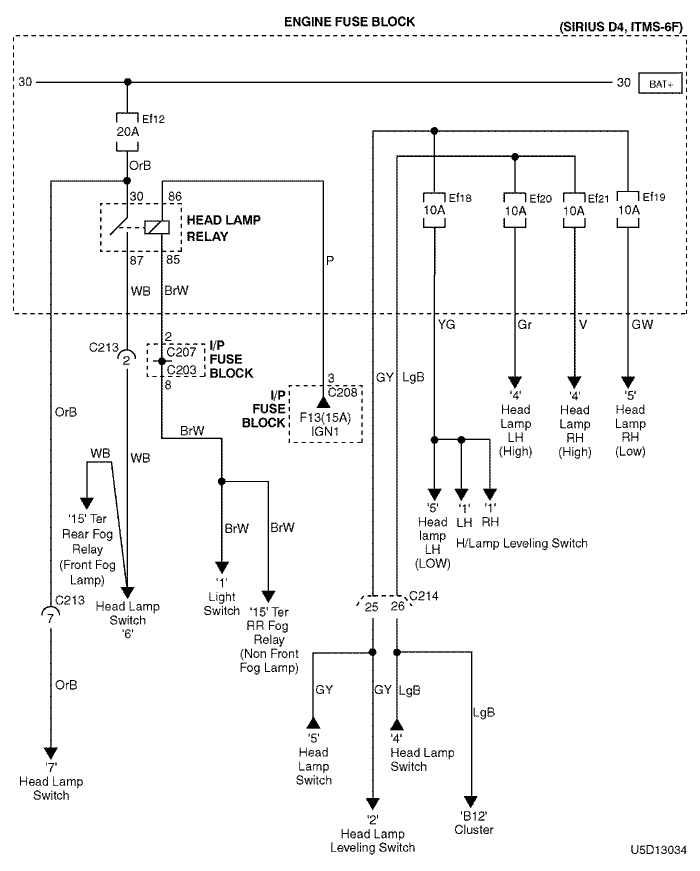 ENGINE FUSE BLOCK
(SIRIUS D4, ITMS-6F)
30
30
BAT+
Ef12
20A
OrB
30
86
HEAD LAMP
RELAY
87
85
WB
BrW
P
Ef18
10A
Ef20
10A
Ef21
10A
Ef19
10A
YG
Gr
V
GW
C213
2
2
C207
C203
8
I/P
FUSE
BLOCK
3
C208
F13(15A)
IGN1
I/P
FUSE
BLOCK
GY
LgB
'4'
Head
Lamp
LH
(High)
'4'
Head
Lamp
RH
(High)
'5'
Head
Lamp
RH
(Low)
OrB
BrW
WB
WB
'15' Ter
Rear Fog
Relay
(Front Fog
Lamp)
BrW
BrW
'5'
Head
lamp
LH
(LOW)
'1'
LH
'1'
RH
H/Lamp Leveling Switch
C213
7
Head Lamp
Switch
'6'
'1'
Light
Switch
'15' Ter
RR Fog
Relay
(Non Front
Fog Lamp)
25
26
C214
OrB
GY
GY
LgB
LgB
'7'
Head Lamp
Switch
'5'
Head
Lamp
Switch
'4'
Head Lamp
Switch
'2'
Head Lamp
Leveling Switch
'B12'
Cluster
U5D13034